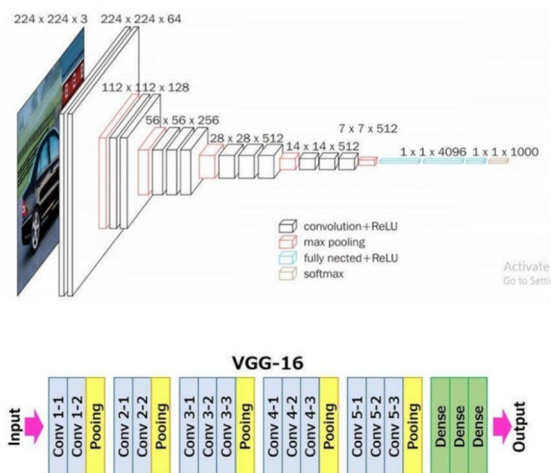 224 x 224 x 3 224 x 224 x 64
112 x 112 x 128
56 x 56 x 256
28 x 28 x 512
14 x 14 x 512
7 x 7 x 512
1 x 1 x 4096 1 x 1 x 1000
convolution+ReLU
max pooling
fully nected+ReLU
softmax
Activate
Go to Setti
VGG-16
Input
Conv 1-1
Conv 1-2
Pooing
Conv 2-1
Conv 2-2
Pooing
Conv 3-1
Conv 3-2
Conv 3-3
Pooing
Conv 4-1
Conv 4-2
Conv 4-3
Pooing
Conv 5-1
Conv 5-2
Conv 5-3
Pooing
Dense
Dense
Dense
Output